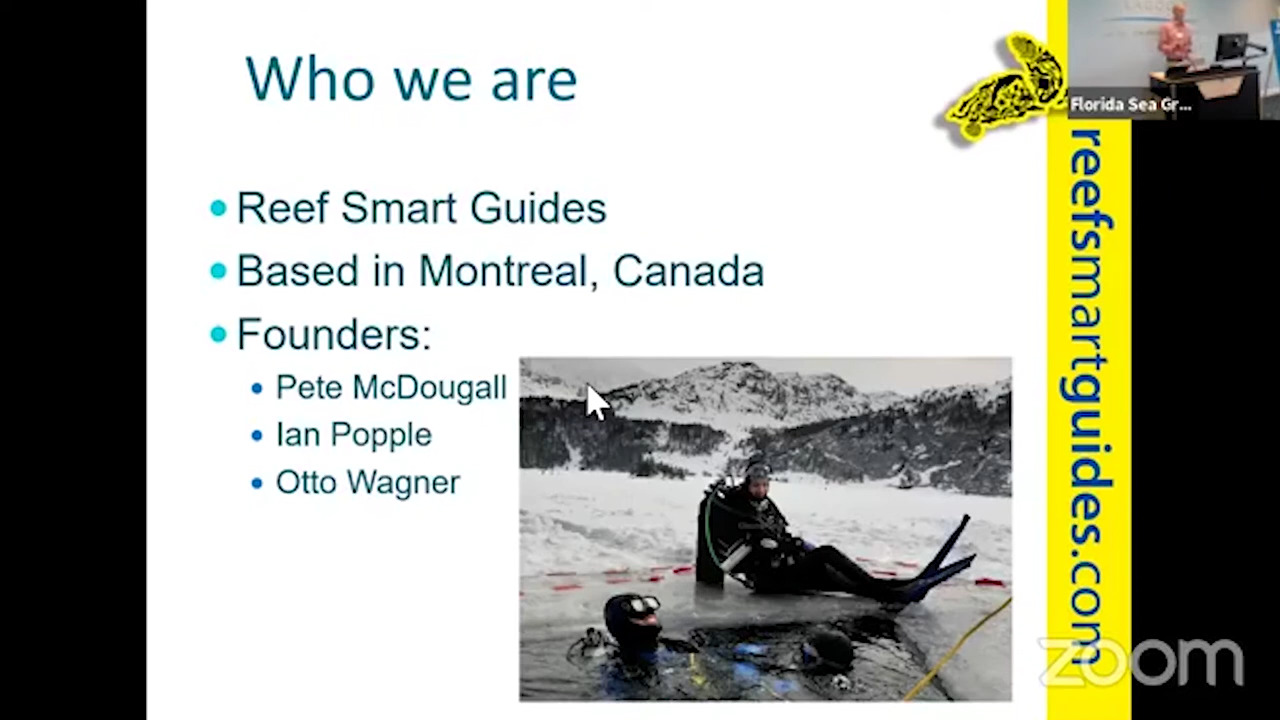 Who we are
Reef Smart Guides
Based in Montreal, Canada
Founders:
Pete McDougall
Ian Popple
Otto Wagner
reefsmartguides.com
Florida Sea Gr...
zoom